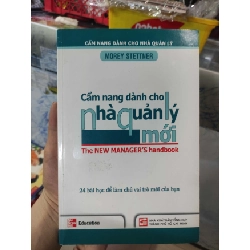 CẨM NANG DÀNH CHO NHÀ QUẢN LÝ
MOREY STETTNER
Cẩm nang dành cho
nhà quản lý
mới
The NEW MANAGER'S handbook
24 bài học để làm chủ vai trò mới của bạn
Education